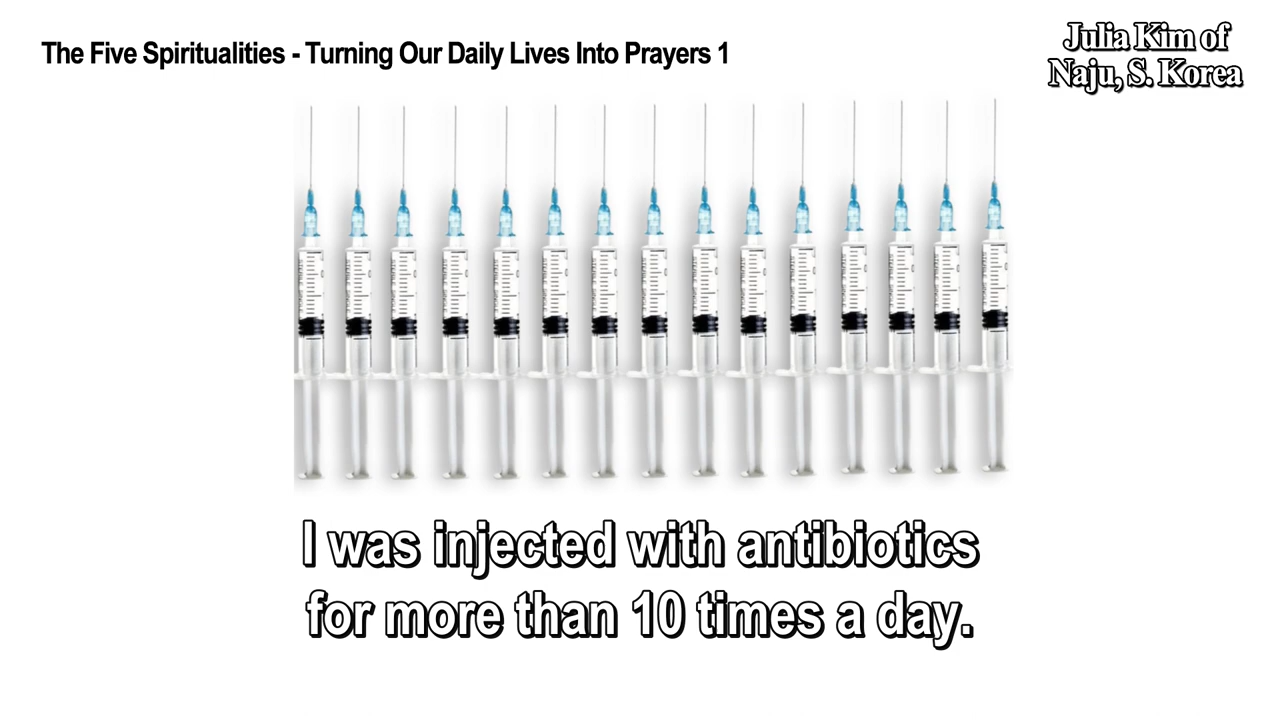 The Five Spiritualities - Turning Our Daily Lives Into Prayers 1
Julia Kim of
Naju, S. Korea
I was injected with antibiotics
for more than 10 times a day.